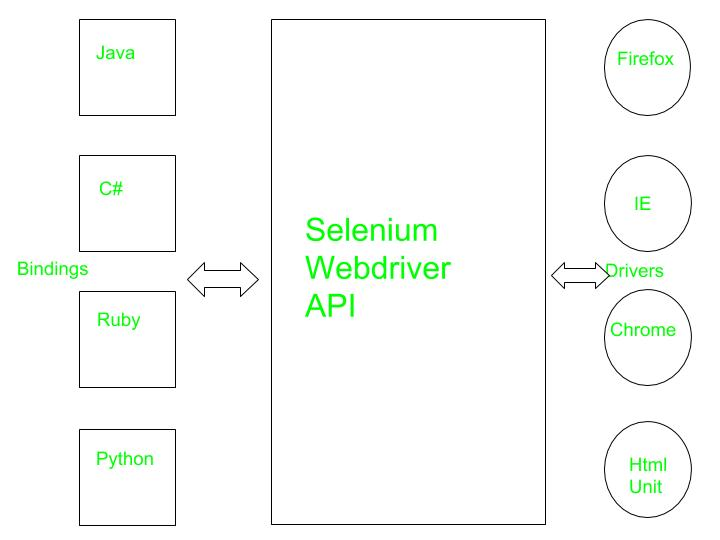 Java
C#
Bindings
Ruby
Python
Selenium
Webdriver
API
Firefox
IE
Drivers
Chrome
Html
Unit